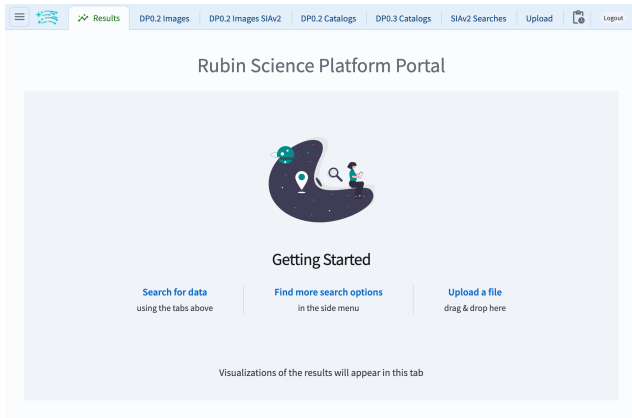 Results DP0.2 Images DP0.2 Images SIAv2 DP0.2 Catalogs DP0.3 Catalogs SIAv2 Searches Upload Logout
Rubin Science Platform Portal
Getting Started
Search for data Find more search options Upload a file
using the tabs above in the side menu drag & drop here
Visualizations of the results will appear in this tab